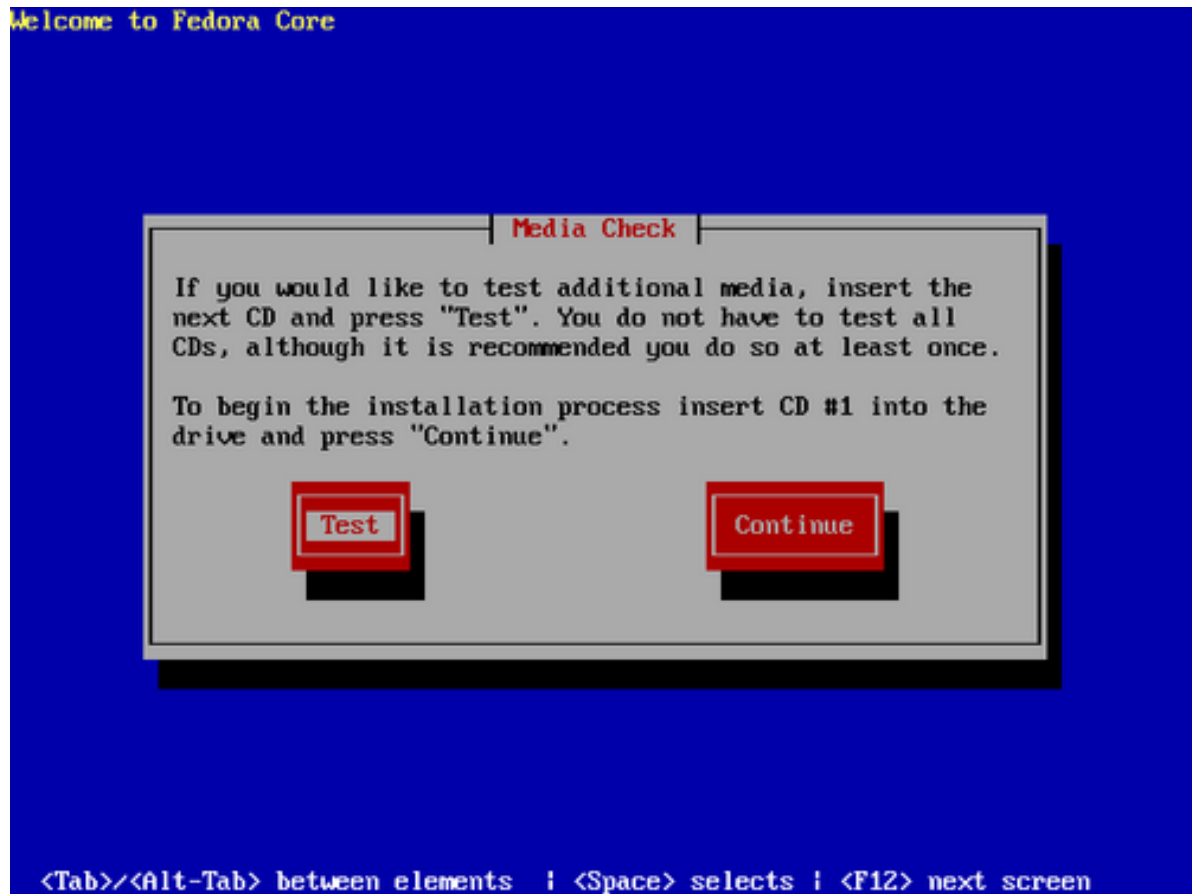 Welcome to Fedora Core
Media Check
If you would like to test additional media, insert the
next CD and press "Test". You do not have to test all
CDs, although it is recommended you do so at least once.
To begin the installation process insert CD #1 into the
drive and press "Continue".
Test Continue
<Tab>/<Alt-Tab> between elements | <Space> selects | <F12> next screen